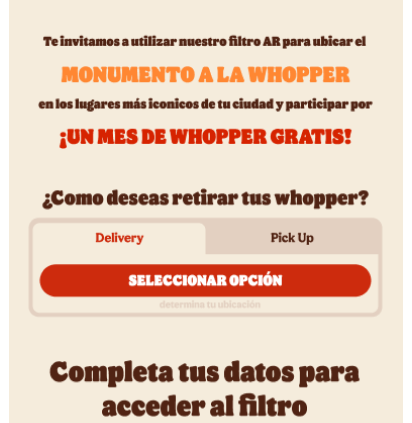 Te invitamos a utilizar nuestro filtro AR para ubicar el
MONUMENTO A LA WHOPPER
en los lugares más iconicos de tu ciudad y participar por
¡UN MES DE WHOPPER GRATIS!
¿Como deseas retirar tus whopper?
Delivery
Pick Up
SELECCIONAR OPCIÓN
determina tu ubicación
Completa tus datos para
acceder al filtro